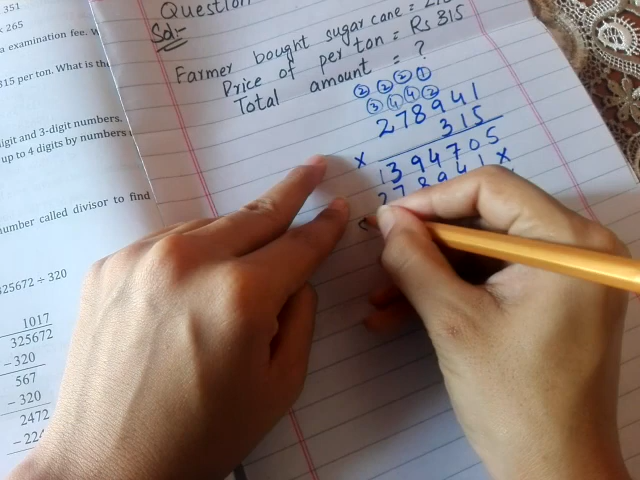 351
× 265
a examination fee. W
315 per ton. What is the
digit and 3-digit numbers.
up to 4 digits by numbers
number called divisor to find
325672 ÷ 320
1017
325672
- 320
567
- 320
2472
- 224
Question
Sol:-
Farmer bought sugar cane =
Price of per ton = Rs 315
Total amount = ?
2 2 2 1
3 4 4 2
278941
× 315
1394705
278941×